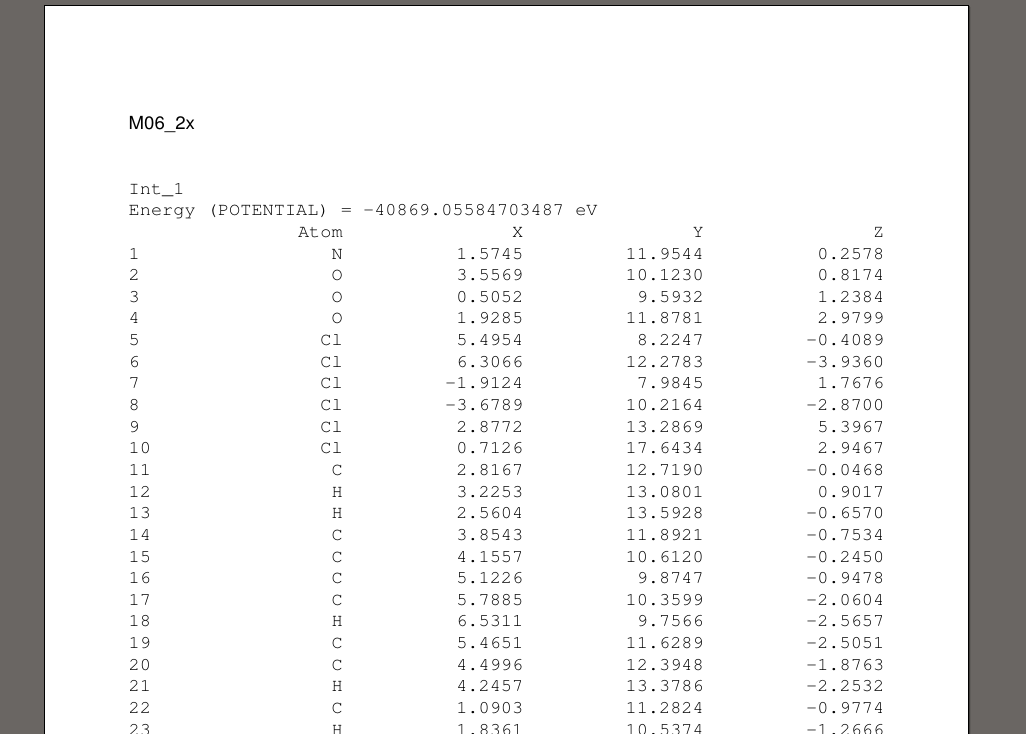 M06_2x
Int_1
Energy (POTENTIAL) = -40869.05584703487 eV
Atom X Y Z
1 N 1.5745 11.9544 0.2578
2 O 3.5569 10.1230 0.8174
3 O 0.5052 9.5932 1.2384
4 O 1.9285 11.8781 2.9799
5 Cl 5.4954 8.2247 -0.4089
6 Cl 6.3066 12.2783 -3.9360
7 Cl -1.9124 7.9845 1.7676
8 Cl -3.6789 10.2164 -2.8700
9 Cl 2.8772 13.2869 5.3967
10 Cl 0.7126 17.6434 2.9467
11 C 2.8167 12.7190 -0.0468
12 H 3.2253 13.0801 0.9017
13 H 2.5604 13.5928 -0.6570
14 C 3.8543 11.8921 -0.7534
15 C 4.1557 10.6120 -0.2450
16 C 5.1226 9.8747 -0.9478
17 C 5.7885 10.3599 -2.0604
18 H 6.5311 9.7566 -2.5657
19 C 5.4651 11.6289 -2.5051
20 C 4.4996 12.3948 -1.8763
21 H 4.2457 13.3786 -2.2532
22 C 1.0903 11.2824 -0.9774
23 H 1.8361 10.5374 -1.2666